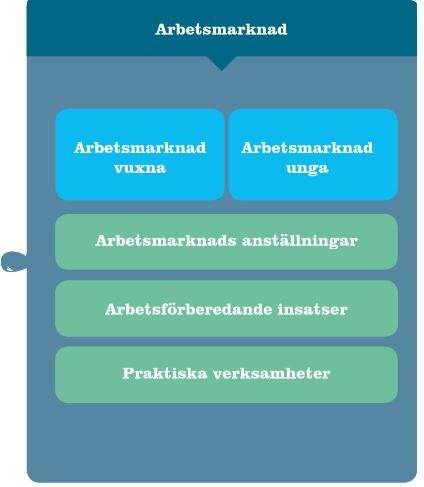 Arbetsmarknad
Arbetsmarknad
vuxna
Arbetsmarknad
unga
Arbetsmarknads anställningar
Arbetsförberedande insatser
Praktiska verksamheter